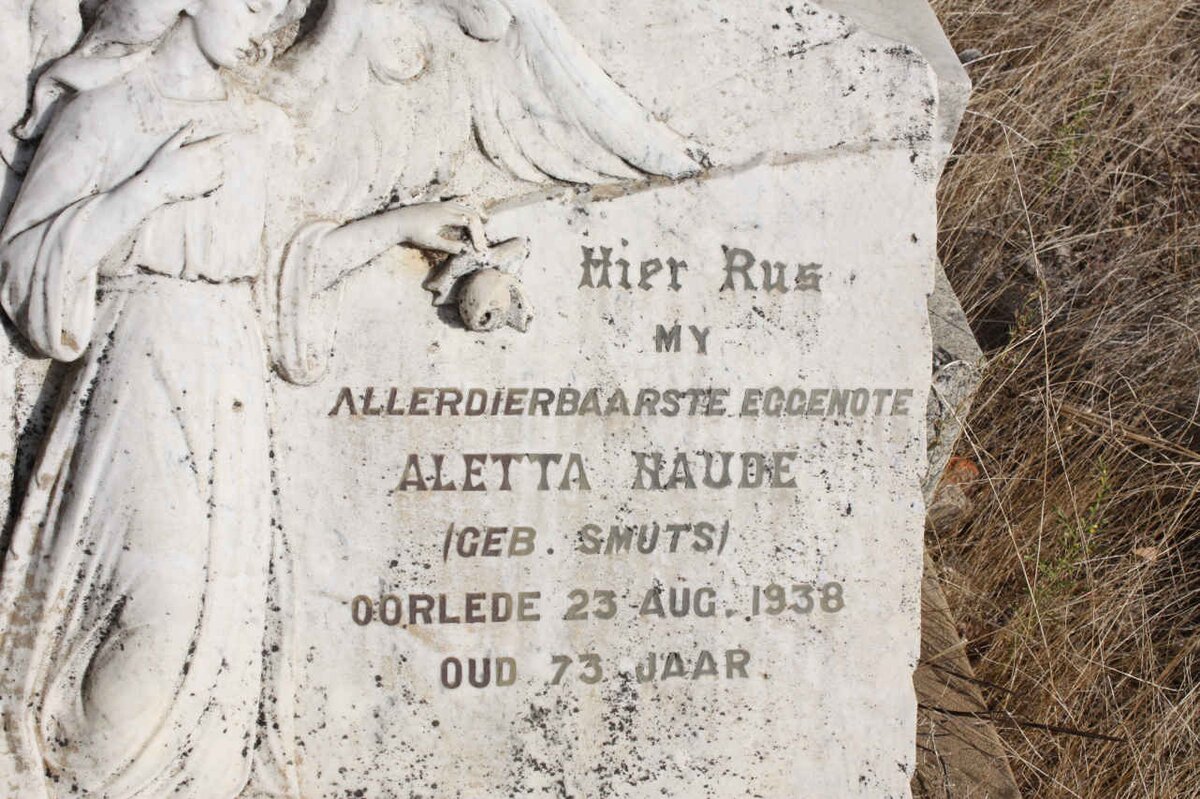 Hier Rus
MY
ALLERDIERBAARSTE EGGENOTE
ALETTA NAUDE
(GEB. SMUTS)
OORLEDE 23 AUG. 1938
OUD 73 JAAR